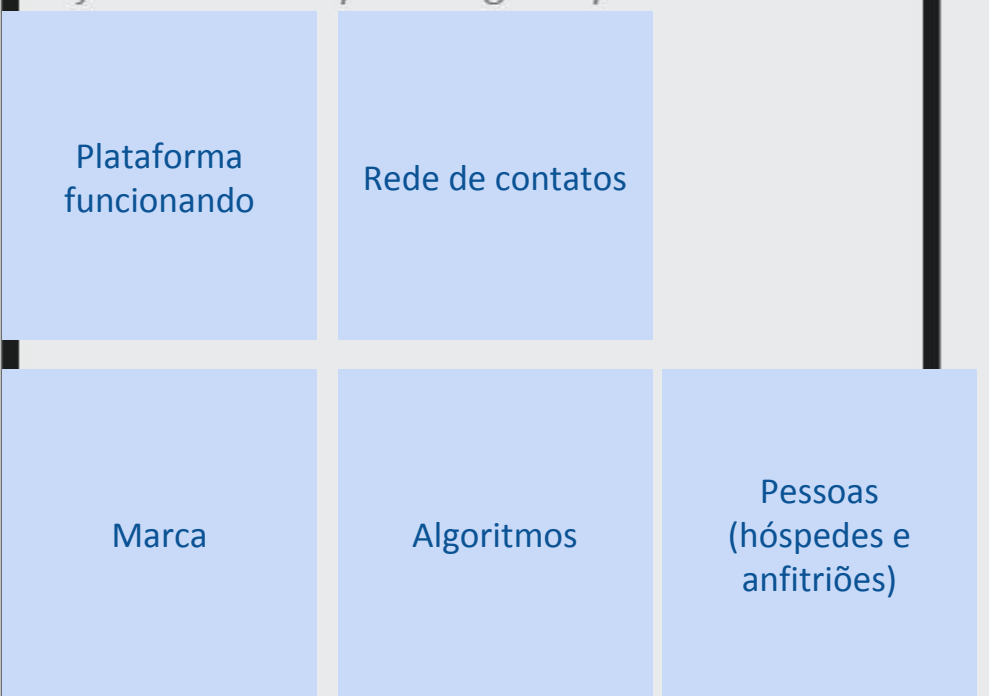 Plataforma
funcionando
Rede de contatos
Marca
Algoritmos
Pessoas
(hóspedes e
anfitriões)